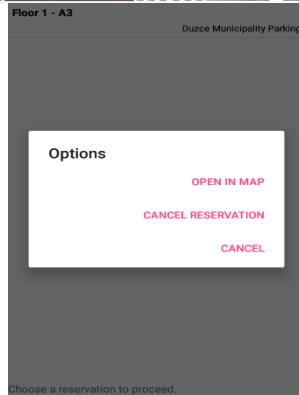 Floor 1 - A3
Duzce Municipality Parking
Options
OPEN IN MAP
CANCEL RESERVATION
CANCEL
Choose a reservation to proceed.